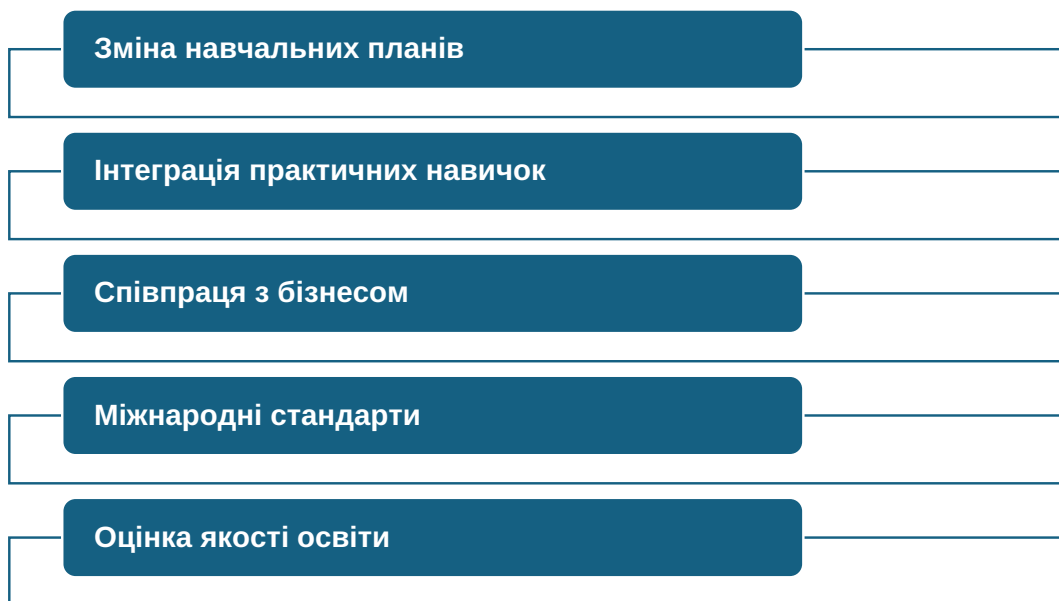 Зміна навчальних планів
Інтеграція практичних навичок
Співпраця з бізнесом
Міжнародні стандарти
Оцінка якості освіти